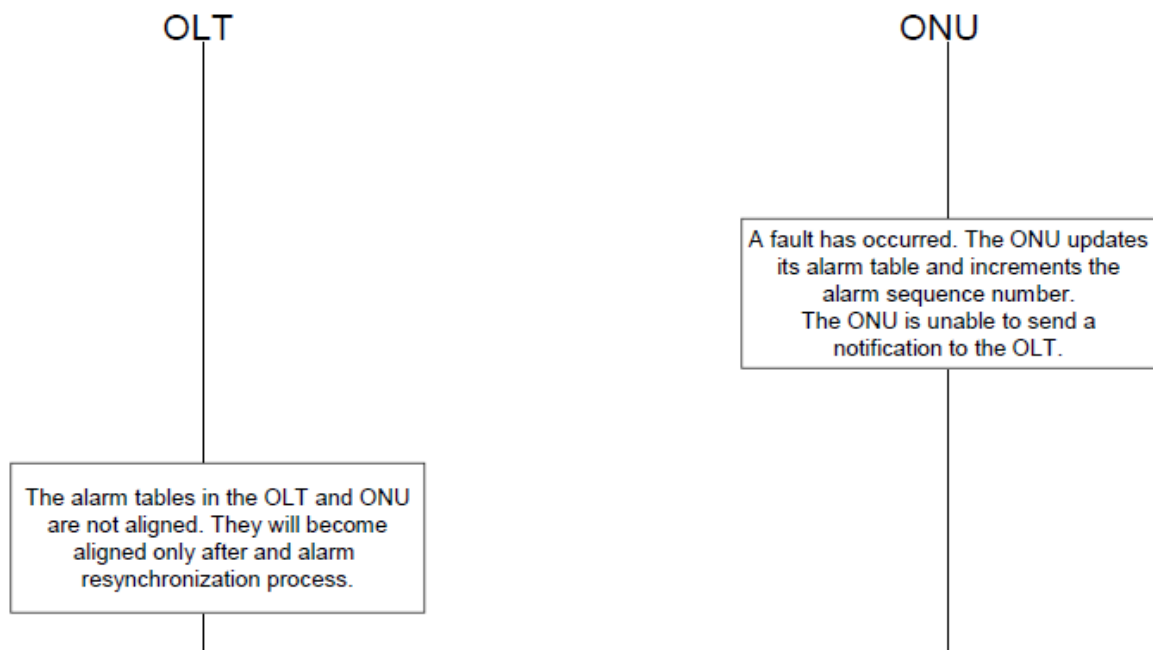 OLT
ONU
A fault has occurred. The ONU updates
its alarm table and increments the
alarm sequence number.
The ONU is unable to send a
notification to the OLT.
The alarm tables in the OLT and ONU
are not aligned. They will become
aligned only after and alarm
resynchronization process.